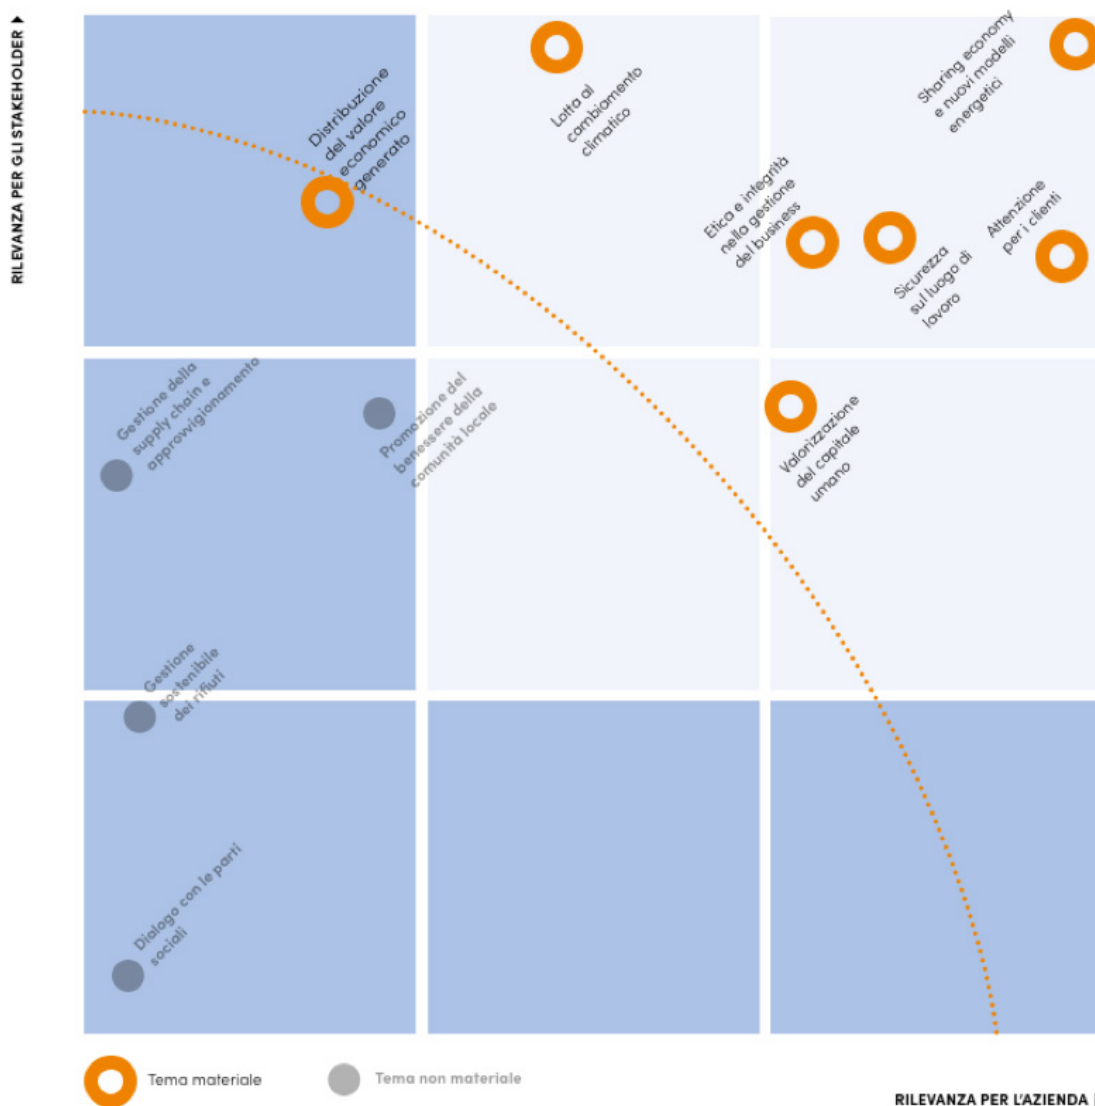 RILEVANZA PER GLI STAKEHOLDER
Distribuzione
del valore
economico
generato
Lotta al
cambiamento
climatico
Sharing economy
e nuovi modelli
energetici
Etica e integrità
nella gestione
del business
Sicurezza
sul luogo di
lavoro
Attenzione
per i clienti
Gestione della
supply chain e
approvvigionamento
Promozione del
benessere della
comunità locale
Valorizzazione
del capitale
umano
Gestione
sostenibile
dei rifiuti
Dialogo con le parti
sociali
Tema materiale
Tema non materiale
RILEVANZA PER L'AZIENDA